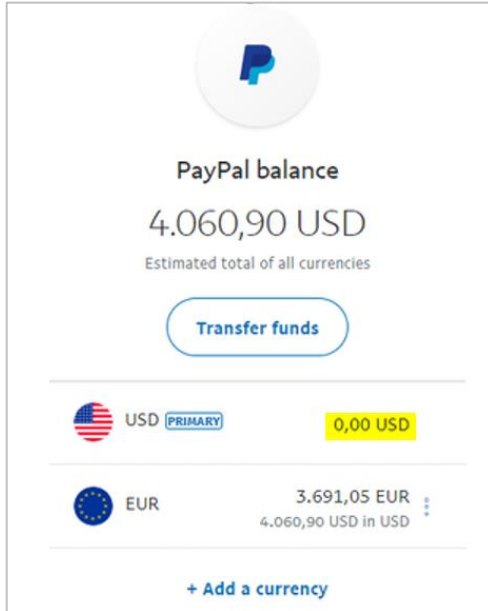 PayPal balance
4.060,90 USD
Estimated total of all currencies
Transfer funds
USD PRIMARY 0,00 USD
EUR 3.691,05 EUR
4.060,90 USD in USD
+ Add a currency